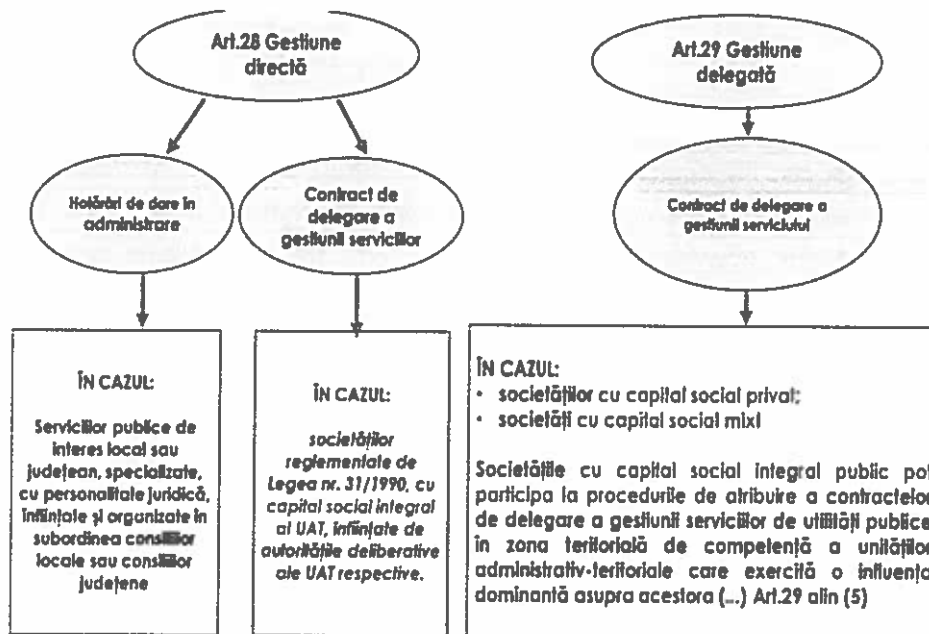 Art.28 Gestiune
directă
Art.29 Gestiune
delegată
Hotărâri de dare în
administrare
Contract de
delegare a
gestiunii serviciilor
Contract de delegare a
gestiunii serviciului
ÎN CAZUL:
Serviciilor publice de
interes local sau
județean, specializate,
cu personalitate juridică,
înființate și organizate în
subordinea consiliilor
locale sau consiliilor
județene
ÎN CAZUL:
societăților
reglementate de
Legea nr. 31/1990, cu
capital social integral
al UAT, înființate de
autoritățile deliberative
ale UAT respective.
ÎN CAZUL:
• societăților cu capital social privat;
• societăți cu capital social mixt
Societățile cu capital social integral public pot
participa la procedurile de atribuire a contractelor
de delegare a gestiunii serviciilor de utilități publice
în zona teritorială de competență a unităților
administrativ-teritoriale care exercită o influența
dominantă asupra acestora (...) Art.29 alin (5)